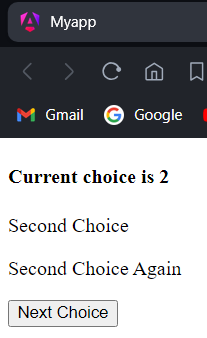 Myapp
Gmail Google
Current choice is 2
Second Choice
Second Choice Again
Next Choice